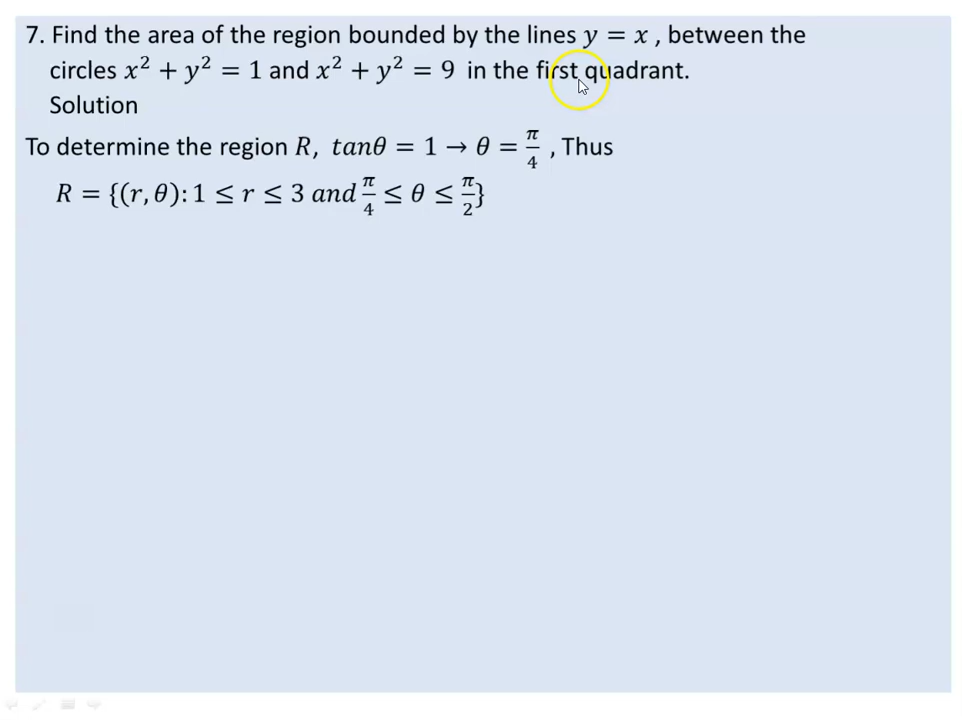 7. Find the area of the region bounded by the lines y = x , between the
circles x² + y² = 1 and x² + y² = 9 in the first quadrant.
Solution
To determine the region R, tanθ = 1 → θ = π/4 , Thus
R = {(r, θ): 1 ≤ r ≤ 3 and π/4 ≤ θ ≤ π/2}